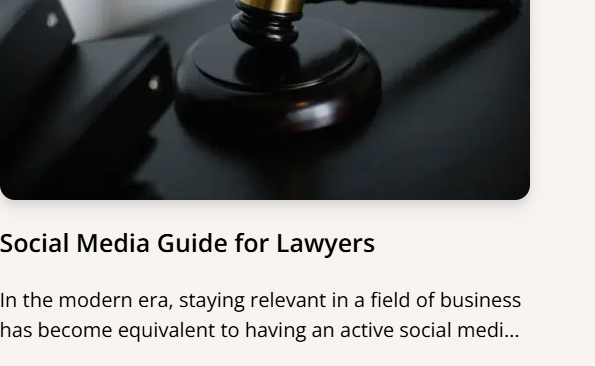 Social Media Guide for Lawyers
In the modern era, staying relevant in a field of business
has become equivalent to having an active social medi...